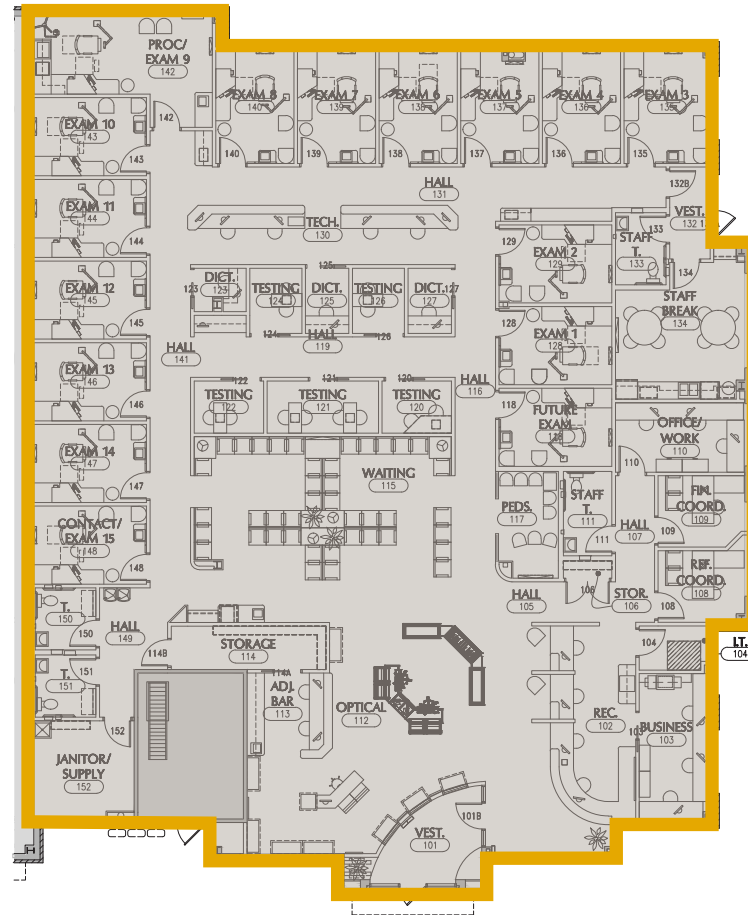 PROC/
EXAM 9
142
142
EXAM 8
140
EXAM 7
139
EXAM 6
138
EXAM 5
137
EXAM 4
136
EXAM 3
135
EXAM 10
143
143
140
139
138
137
136
135
132B
HALL
131
EXAM 11
144
144
TECH.
130
VEST.
132
133
STAFF
T.
133
134
129
EXAM 2
129
EXAM 12
145
145
123
DICT.
123
TESTING
124
125
DICT.
125
TESTING
126
DICT.
127
127
STAFF
BREAK
134
128
EXAM 1
128
124
HALL
119
126
HALL
141
EXAM 13
146
146
122
TESTING
122
121
TESTING
121
120
TESTING
120
HALL
116
118
FUTURE
EXAM
OFFICE/
WORK
110
110
EXAM 14
147
147
WAITING
115
PEDS.
117
STAFF
T.
111
111
HALL
107
FIN.
COORD.
109
109
CONTACT/
EXAM 15
148
148
REF.
COORD.
108
108
106
STOR.
106
HALL
105
T.
150
150
HALL
149
114B
STORAGE
114
114A
104
LT.
104
T.
151
151
ADJ.
BAR
113
OPTICAL
112
REC.
102
103
BUSINESS
103
152
JANITOR/
SUPPLY
152
101B
VEST.
101